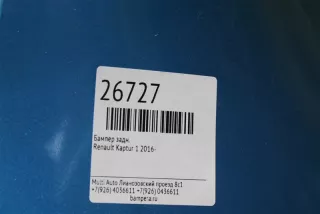 26727
Бампер задн.
Renault Kaptur 1 2016-
Multi Auto Лианозовский проезд 8с1
+7(926) 4036611 +7(926) 0436611
bampera.ru